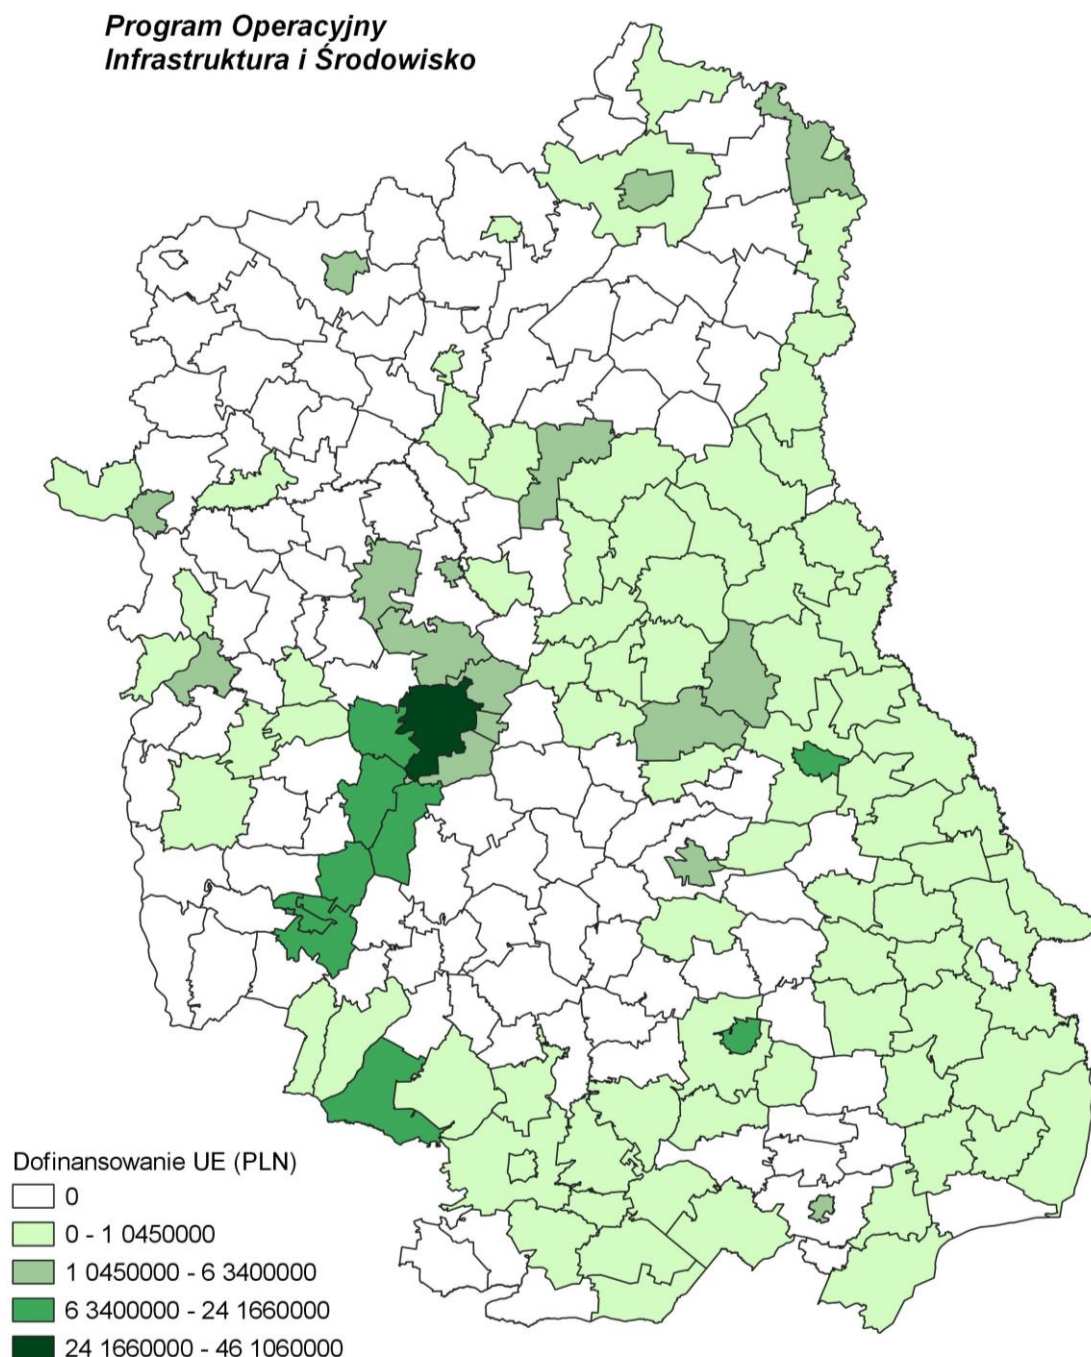 Program Operacyjny
Infrastruktura i Środowisko
Dofinansowanie UE (PLN)
0
0 - 1 0450000
1 0450000 - 6 3400000
6 3400000 - 24 1660000
24 1660000 - 46 1060000